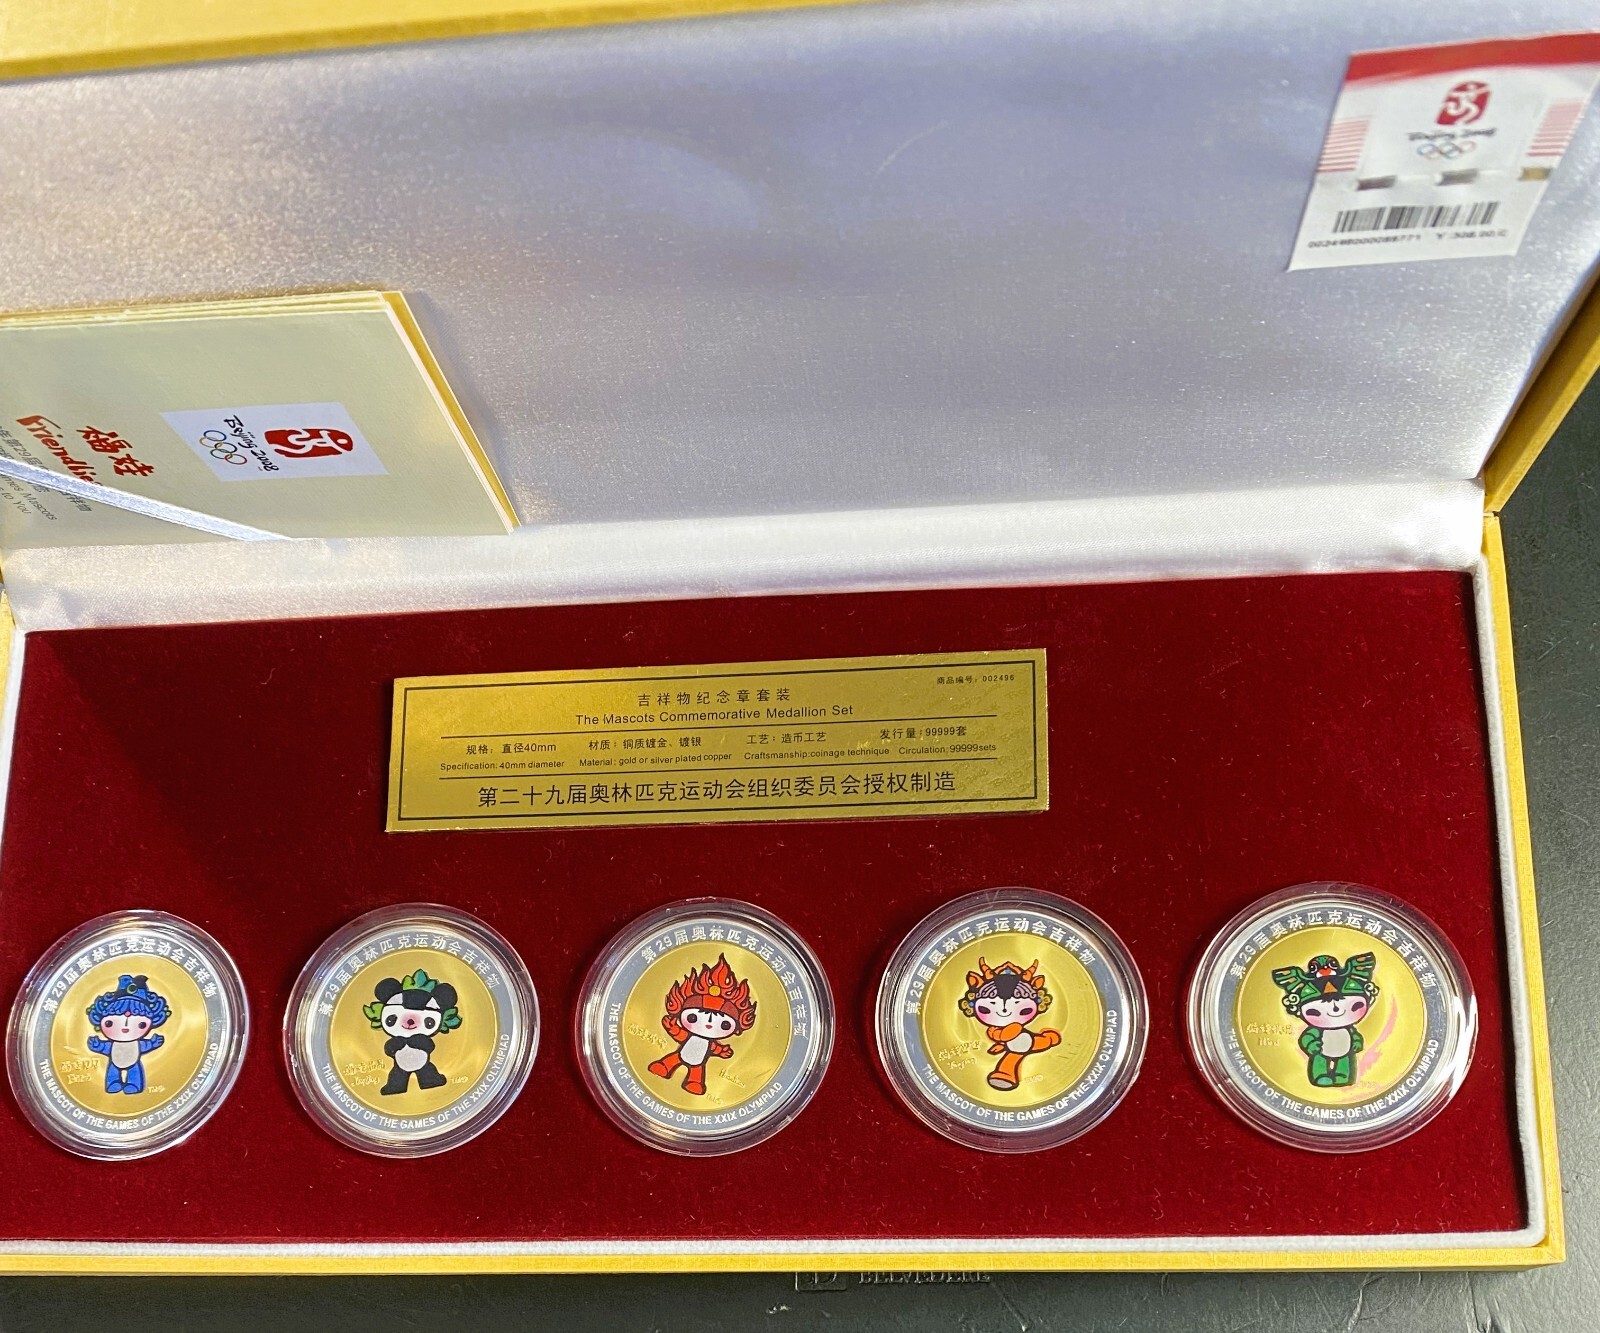 Beijing 2008
Beijing 2008
福娃
Friendlies
吉祥物纪念章套装
商品编号：002496
The Mascots Commemorative Medallion Set
规格：直径40mm 材质：铜质镀金、镀银 工艺：造币工艺 发行量：99999套
Specification: 40mm diameter Material: gold or silver plated copper Craftsmanship:coinage technique Circulation:99999sets
第二十九届奥林匹克运动会组织委员会授权制造
第29届奥林匹克运动会吉祥物
THE MASCOT OF THE GAMES OF THE XXIX OLYMPIAD
第29届奥林匹克运动会吉祥物
THE MASCOT OF THE GAMES OF THE XXIX OLYMPIAD
第29届奥林匹克运动会吉祥物
THE MASCOT OF THE GAMES OF THE XXIX OLYMPIAD
第29届奥林匹克运动会吉祥物
THE MASCOT OF THE GAMES OF THE XXIX OLYMPIAD
第29届奥林匹克运动会吉祥物
THE MASCOT OF THE GAMES OF THE XXIX OLYMPIAD
BELVEDERE